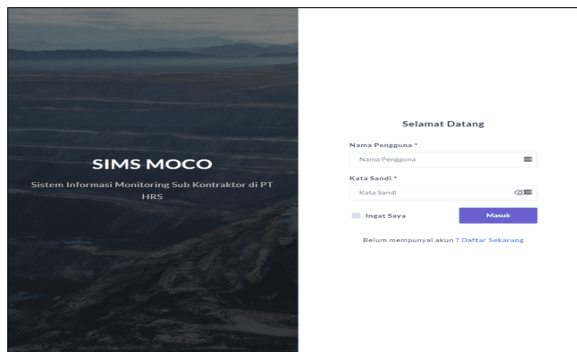 SIMS MOCO
Sistem Informasi Monitoring Sub Kontraktor di PT
HRS
Selamat Datang
Nama Pengguna *
Nama Pengguna
Kata Sandi *
Kata Sandi
Ingat Saya
Masuk
Belum mempunyai akun ? Daftar Sekarang